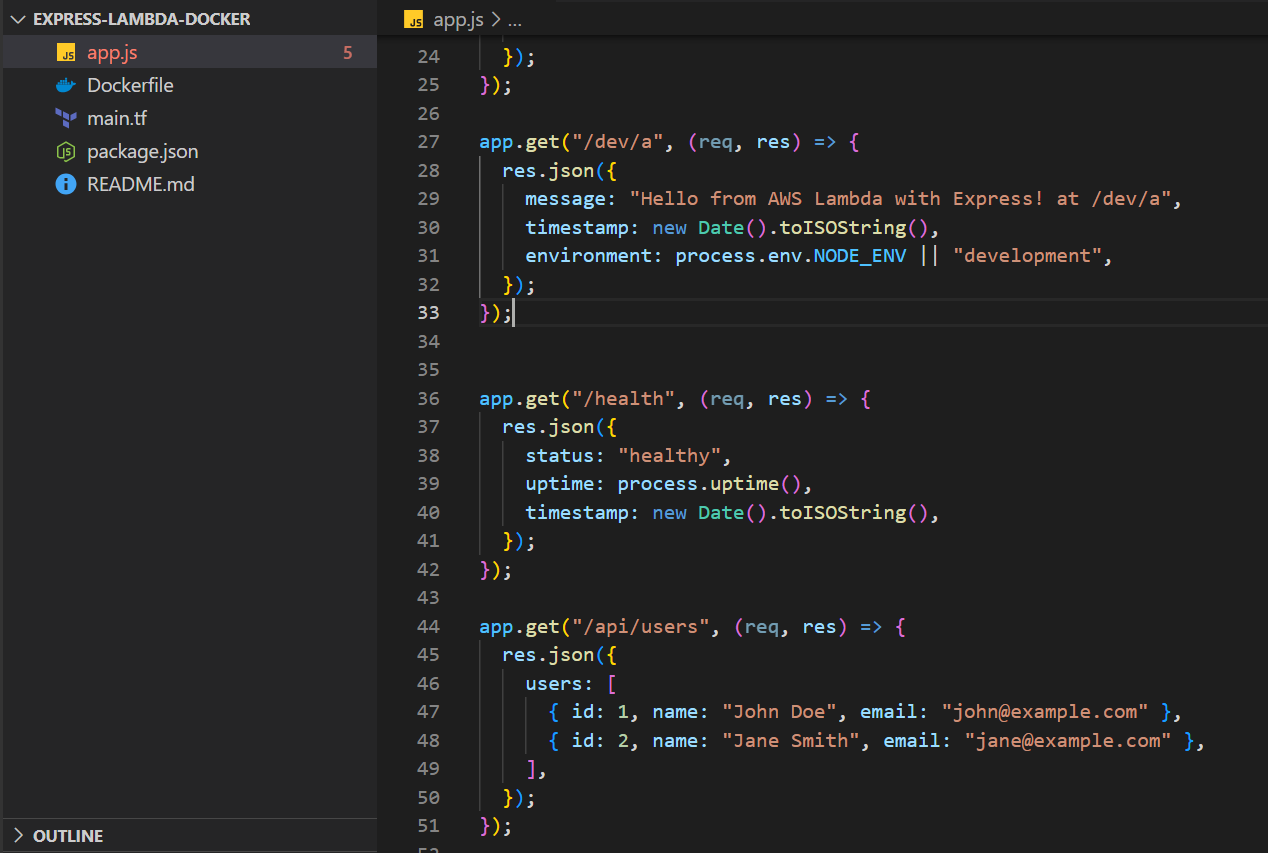 EXPRESS-LAMBDA-DOCKER
JS app.js 5
Dockerfile
main.tf
package.json
README.md
OUTLINE
JS app.js > ...
24 });
25 });
26
27 app.get("/dev/a", (req, res) => {
28 res.json({
29 message: "Hello from AWS Lambda with Express! at /dev/a",
30 timestamp: new Date().toISOString(),
31 environment: process.env.NODE_ENV || "development",
32 });
33 });
34
35
36 app.get("/health", (req, res) => {
37 res.json({
38 status: "healthy",
39 uptime: process.uptime(),
40 timestamp: new Date().toISOString(),
41 });
42 });
43
44 app.get("/api/users", (req, res) => {
45 res.json({
46 users: [
47 { id: 1, name: "John Doe", email: "john@example.com" },
48 { id: 2, name: "Jane Smith", email: "jane@example.com" },
49 ],
50 });
51 });